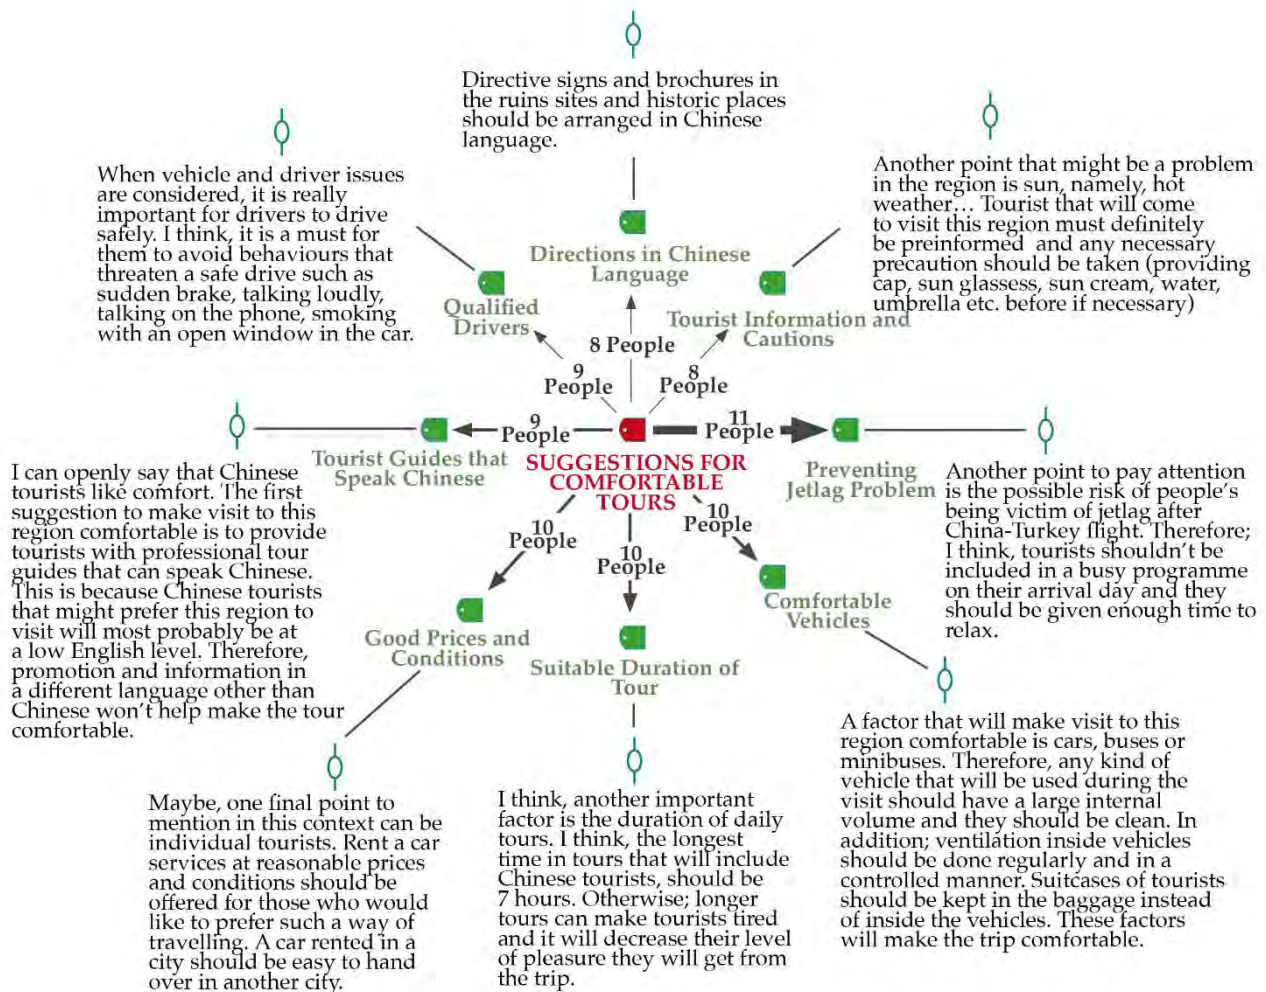 Directive signs and brochures in
the ruins sites and historic places
should be arranged in Chinese
language.
When vehicle and driver issues
are considered, it is really
important for drivers to drive
safely. I think, it is a must for
them to avoid behaviours that
threaten a safe drive such as
sudden brake, talking loudly,
talking on the phone, smoking
with an open window in the car.
Another point that might be a problem
in the region is sun, namely, hot
weather… Tourist that will come
to visit this region must definitely
be preinformed and any necessary
precaution should be taken (providing
cap, sun glassess, sun cream, water,
umbrella etc. before if necessary)
Directions in Chinese
Language
Qualified
Drivers
Tourist Information and
Cautions
8 People
9
People
8
People
9
People
11
People
Tourist Guides that
Speak Chinese
SUGGESTIONS FOR
COMFORTABLE
TOURS
Preventing
Jetlag Problem
I can openly say that Chinese
tourists like comfort. The first
suggestion to make visit to this
region comfortable is to provide
tourists with professional tour
guides that can speak Chinese.
This is because Chinese tourists
that might prefer this region to
visit will most probably be at
a low English level. Therefore,
promotion and information in
a different language other than
Chinese won't help make the tour
comfortable.
Another point to pay attention
is the possible risk of people's
being victim of jetlag after
China-Turkey flight. Therefore;
I think, tourists shouldn't be
included in a busy programme
on their arrival day and they
should be given enough time to
relax.
10
People
10
People
10
People
Good Prices and
Conditions
Suitable Duration of
Tour
Comfortable
Vehicles
Maybe, one final point to
mention in this context can be
individual tourists. Rent a car
services at reasonable prices
and conditions should be
offered for those who would
like to prefer such a way of
travelling. A car rented in a
city should be easy to hand
over in another city.
I think, another important
factor is the duration of daily
tours. I think, the longest
time in tours that will include
Chinese tourists, should be
7 hours. Otherwise; longer
tours can make tourists tired
and it will decrease their level
of pleasure they will get from
the trip.
A factor that will make visit to this
region comfortable is cars, buses or
minibuses. Therefore, any kind of
vehicle that will be used during the
visit should have a large internal
volume and they should be clean. In
addition; ventilation inside vehicles
should be done regularly and in a
controlled manner. Suitcases of tourists
should be kept in the baggage instead
of inside the vehicles. These factors
will make the trip comfortable.